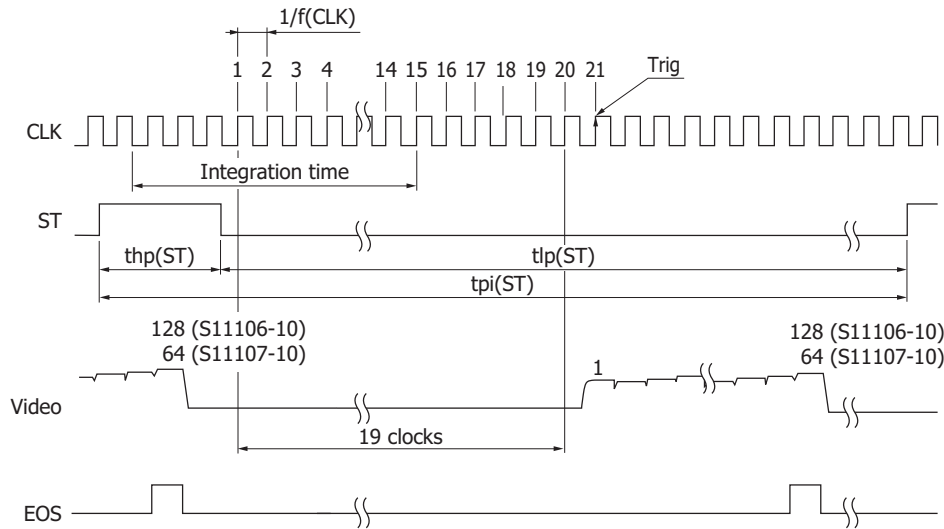 1/f(CLK)
1 2 3 4 14 15 16 17 18 19 20 21 Trig
CLK
Integration time
ST
thp(ST) tlp(ST)
tpi(ST)
128 (S11106-10) 128 (S11106-10)
64 (S11107-10) 64 (S11107-10)
1
Video
19 clocks
EOS